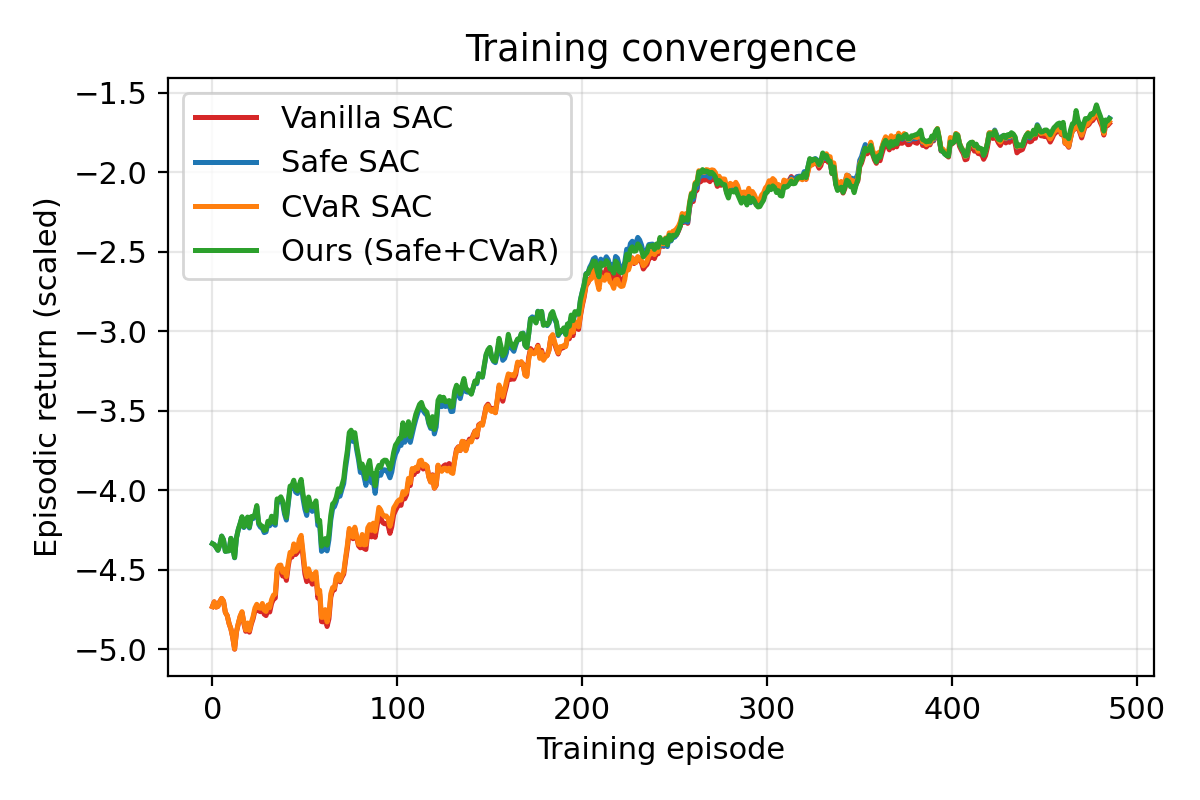 Training convergence
Vanilla SAC
Safe SAC
CVaR SAC
Ours (Safe+CVaR)
Episodic return (scaled)
−1.5
−2.0
−2.5
−3.0
−3.5
−4.0
−4.5
−5.0
0 100 200 300 400 500
Training episode